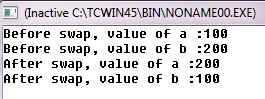 (Inactive C:\TCWIN45\BIN\NONAME00.EXE)
Before swap, value of a :100
Before swap, value of b :200
After swap, value of a :200
After swap, value of b :100